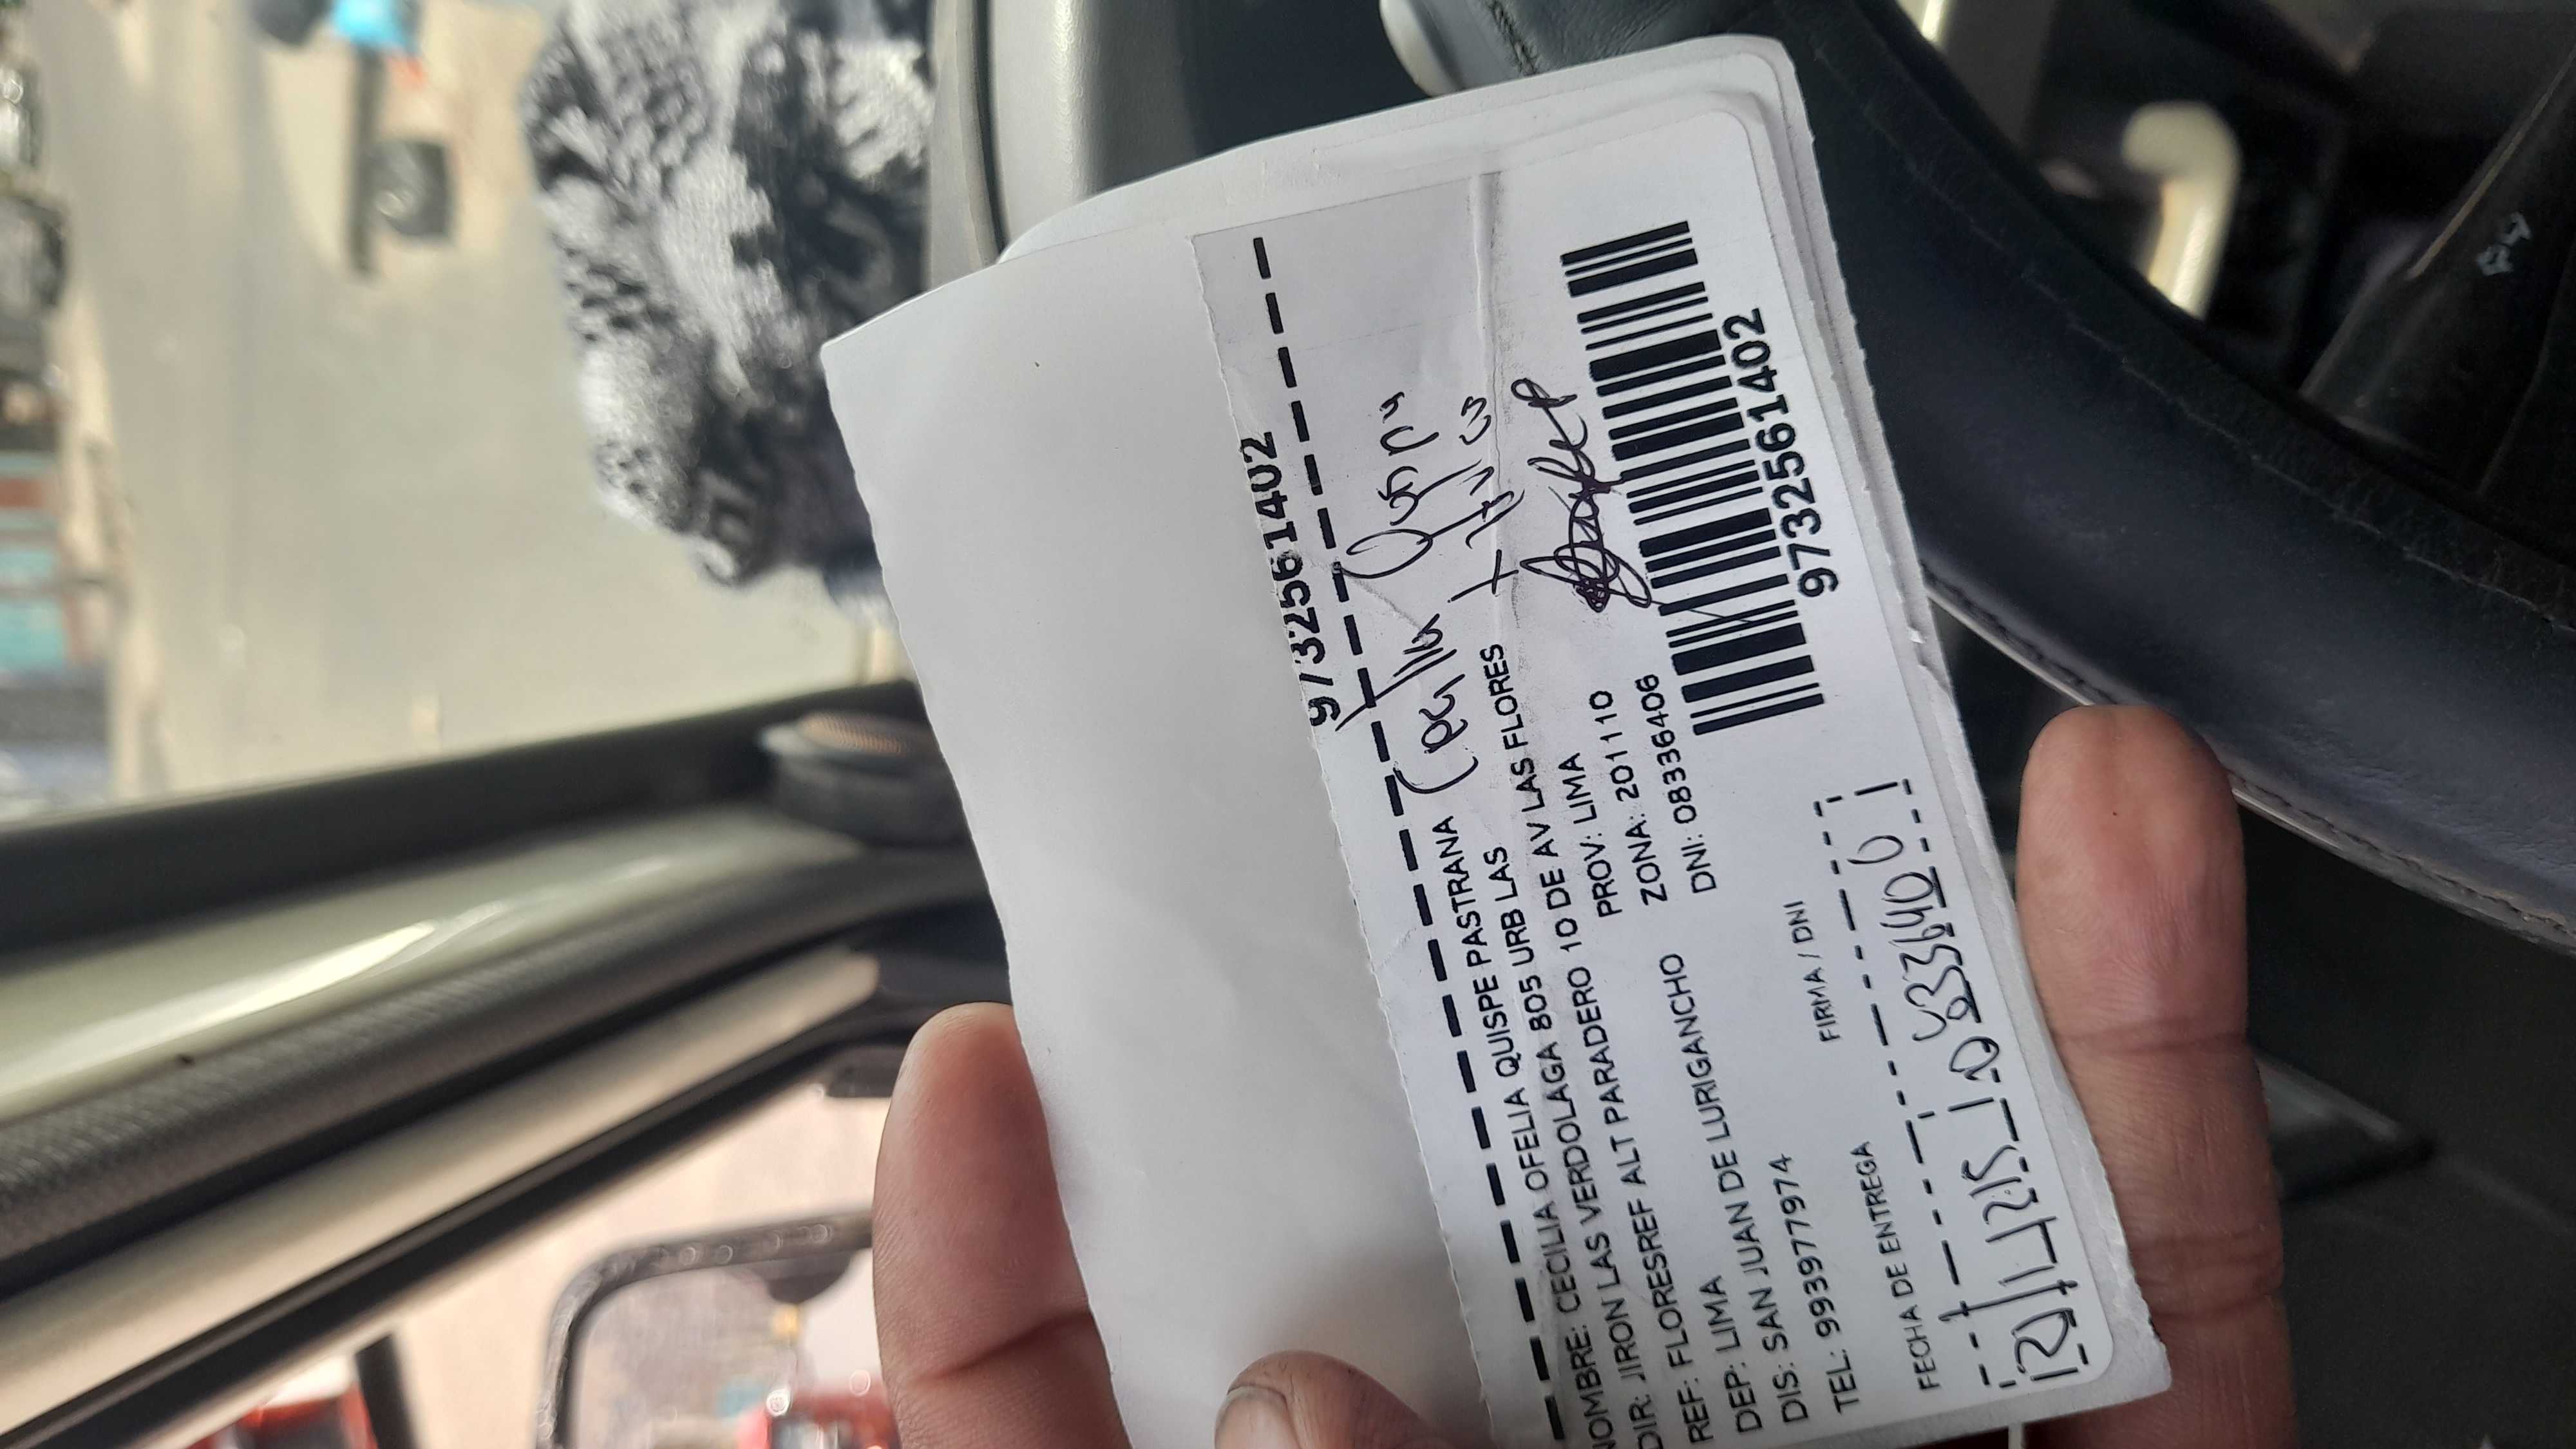 9732561402
NOMBRE: CECILIA OFELIA QUISPE PASTRANA
DIR: JIRON LAS VERDOLAGA 805 URB LAS
REF: FLORESREF ALT PARADERO 10 DE AV LAS FLORES
DEP: LIMA PROV: LIMA
DIS: SAN JUAN DE LURIGANCHO ZONA: 2011110
TEL: 993977974 DNI: 083336406
9732561402
FECHA DE ENTREGA FIRMA / DNI